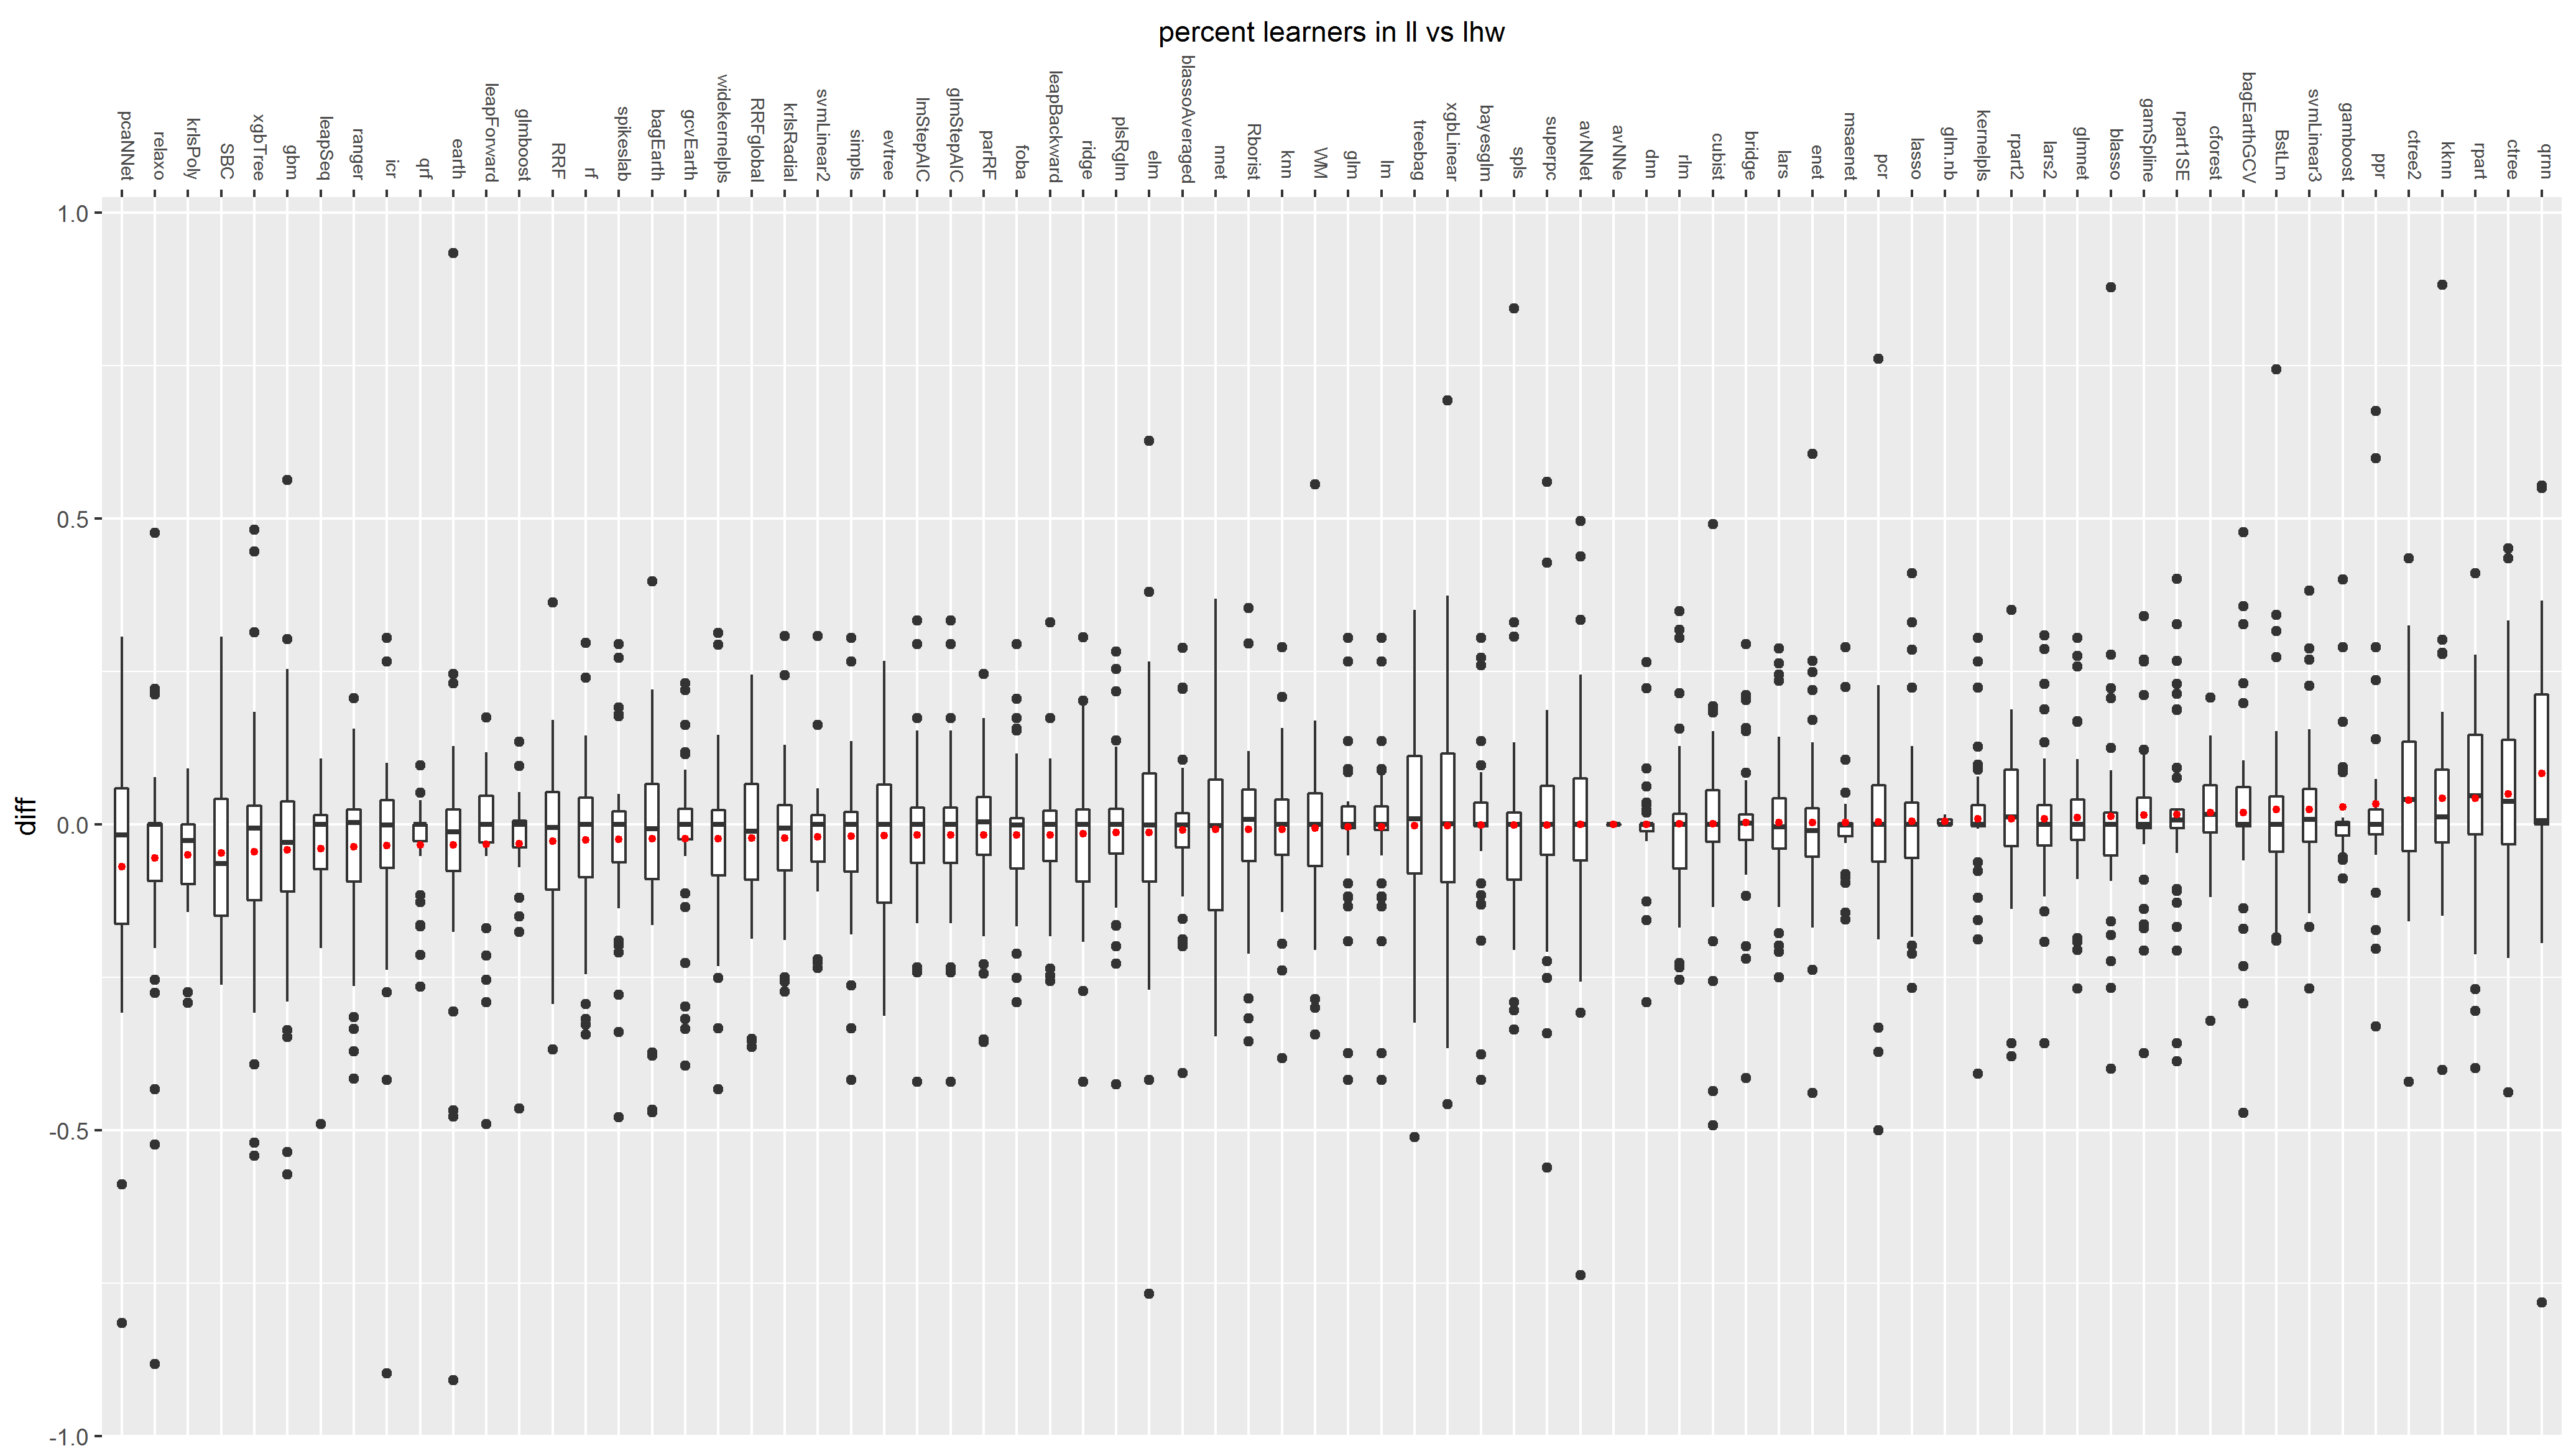 percent learners in ll vs lhw
pcaNNet
relaxo
krlsPoly
SBC
xgbTree
gbm
leapSeq
ranger
icr
qrf
earth
leapForward
glmboost
RRF
rf
spikeslab
bagEarth
gcvEarth
widekernelpls
RRFglobal
krlsRadial
svmLinear2
simpls
evtree
lmStepAIC
glmStepAIC
parRF
foba
leapBackward
ridge
plsRglm
elm
blassoAveraged
nnet
Rborist
knn
WM
glm
lm
treebag
xgbLinear
bayesglm
spls
superpc
avNNet
avNNe
dnn
rlm
cubist
bridge
lars
enet
msaenet
pcr
lasso
glm.nb
kernelpls
rpart2
lars2
glmnet
blasso
gamSpline
rpart1SE
cforest
bagEarthGCV
BstLm
svmLinear3
gamboost
ppr
ctree2
kknn
rpart
ctree
qrnn
1.0
0.5
0.0
-0.5
-1.0
diff